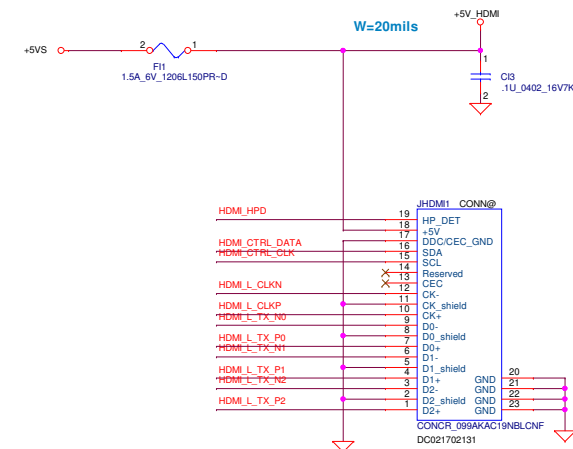 W=20mils
+5V_HDMI
+5VS
2
1
FI1
1.5A_6V_1206L150PR~D
1
CI3
.1U_0402_16V7K
2
JHDMI1 CONN@
HDMI_HPD 19 HP_DET
18 +5V
17 DDC/CEC_GND
HDMI_CTRL_DATA 16 SDA
HDMI_CTRL_CLK 15 SCL
14 Reserved
13 CEC
HDMI_L_CLKN 12 CK-
11 CK_shield
HDMI_L_CLKP 10 CK+
HDMI_L_TX_N0 9 D0-
8 D0_shield
HDMI_L_TX_P0 7 D0+
HDMI_L_TX_N1 6 D1-
5 D1_shield
HDMI_L_TX_P1 4 D1+ GND 20
HDMI_L_TX_N2 3 D2- GND 21
2 D2_shield GND 22
HDMI_L_TX_P2 1 D2+ GND 23
CONCR_099AKAC19NBLCNF
DC021702131